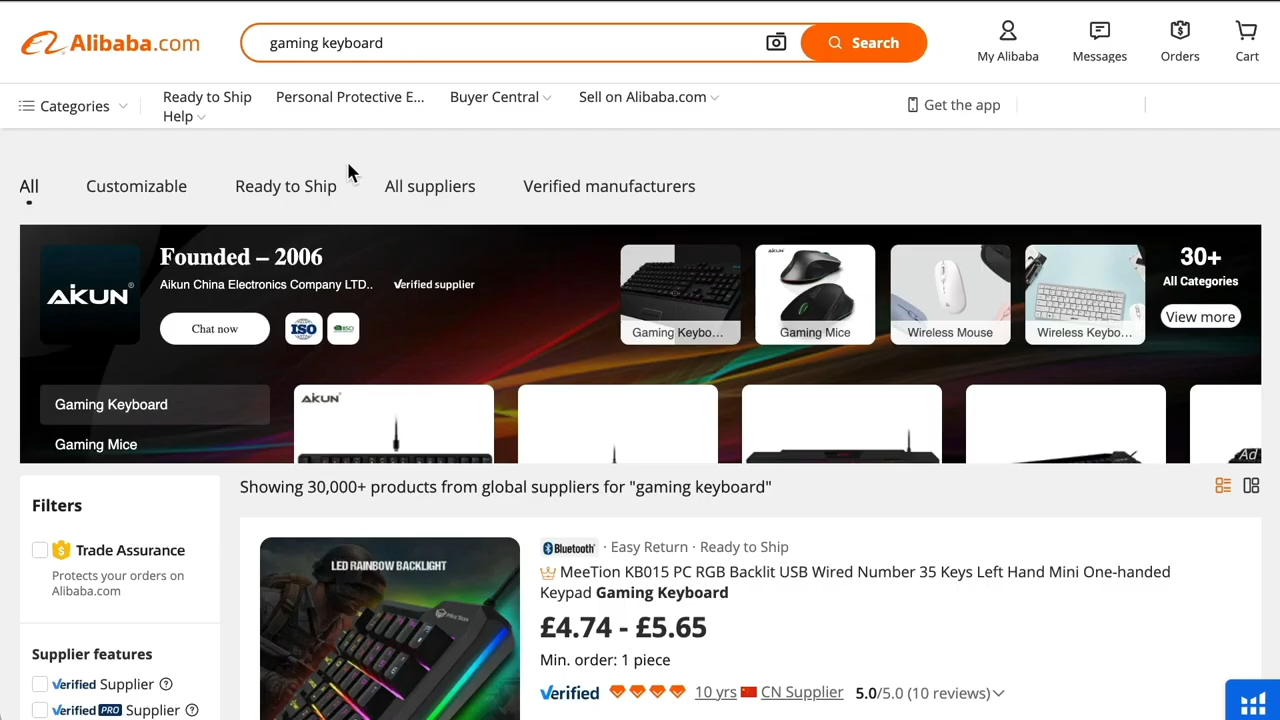 Alibaba.com
gaming keyboard
Search
My Alibaba
Messages
Orders
Cart
Categories
Ready to Ship
Personal Protective E...
Buyer Central
Sell on Alibaba.com
Help
Get the app
All
Customizable
Ready to Ship
All suppliers
Verified manufacturers
AiKUN®
Founded – 2006
Aikun China Electronics Company LTD..
Verified supplier
Chat now
ISO
Gaming Keybo...
AiKUN
Gaming Mice
Wireless Mouse
Wireless Keybo...
30+
All Categories
View more
Gaming Keyboard
Gaming Mice
AiKUN
Ad
Filters
Trade Assurance
Protects your orders on
Alibaba.com
Supplier features
Verified Supplier
Verified PRO Supplier
Showing 30,000+ products from global suppliers for "gaming keyboard"
LED RAINBOW BACKLIGHT
MeeTion
Bluetooth · Easy Return · Ready to Ship
MeeTion KB015 PC RGB Backlit USB Wired Number 35 Keys Left Hand Mini One-handed
Keypad Gaming Keyboard
£4.74 - £5.65
Min. order: 1 piece
Verified 10 yrs CN Supplier 5.0/5.0 (10 reviews)